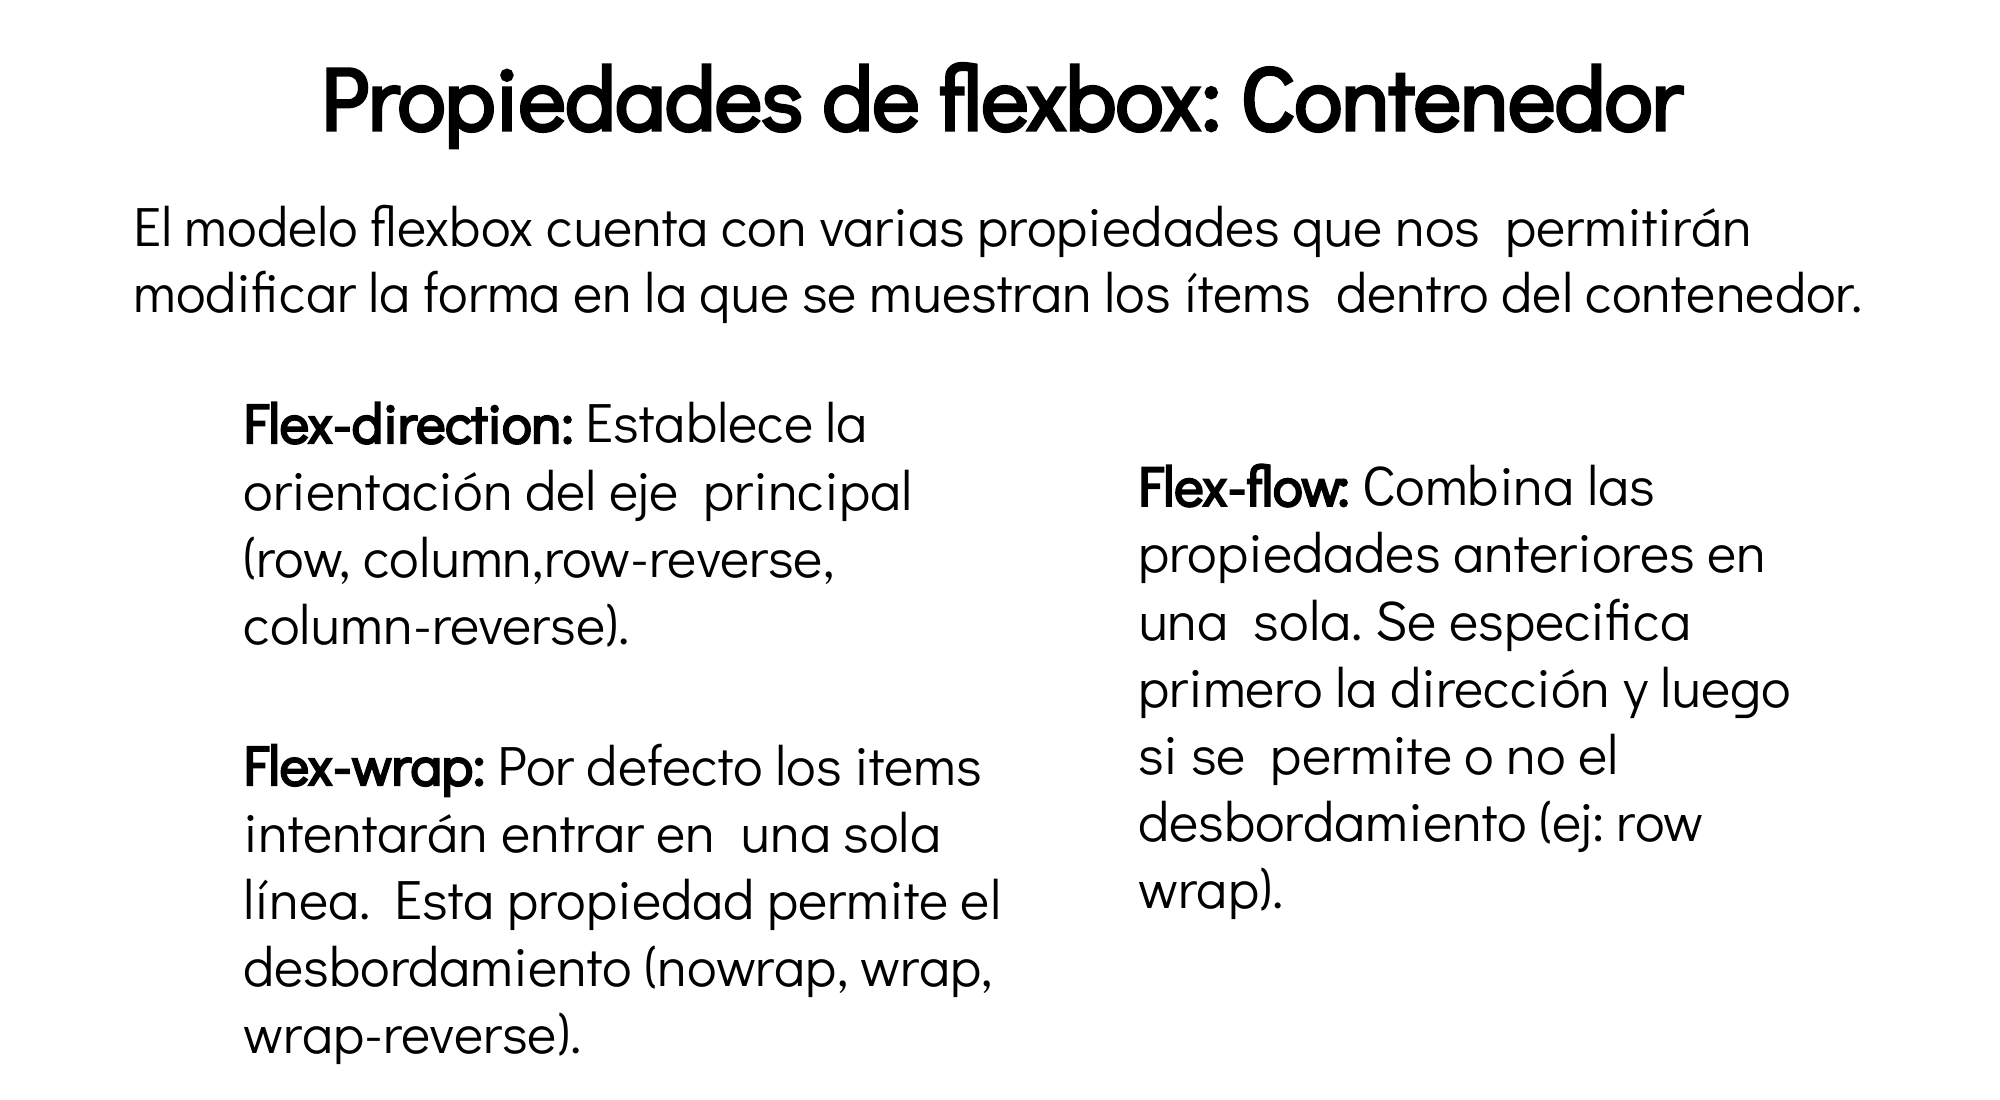 Propiedades de flexbox: Contenedor
El modelo flexbox cuenta con varias propiedades que nos permitirán
modificar la forma en la que se muestran los ítems dentro del contenedor.
Flex-direction: Establece la
orientación del eje principal
(row, column,row-reverse,
column-reverse).
Flex-wrap: Por defecto los items
intentarán entrar en una sola
línea. Esta propiedad permite el
desbordamiento (nowrap, wrap,
wrap-reverse).
Flex-flow: Combina las
propiedades anteriores en
una sola. Se especifica
primero la dirección y luego
si se permite o no el
desbordamiento (ej: row
wrap).